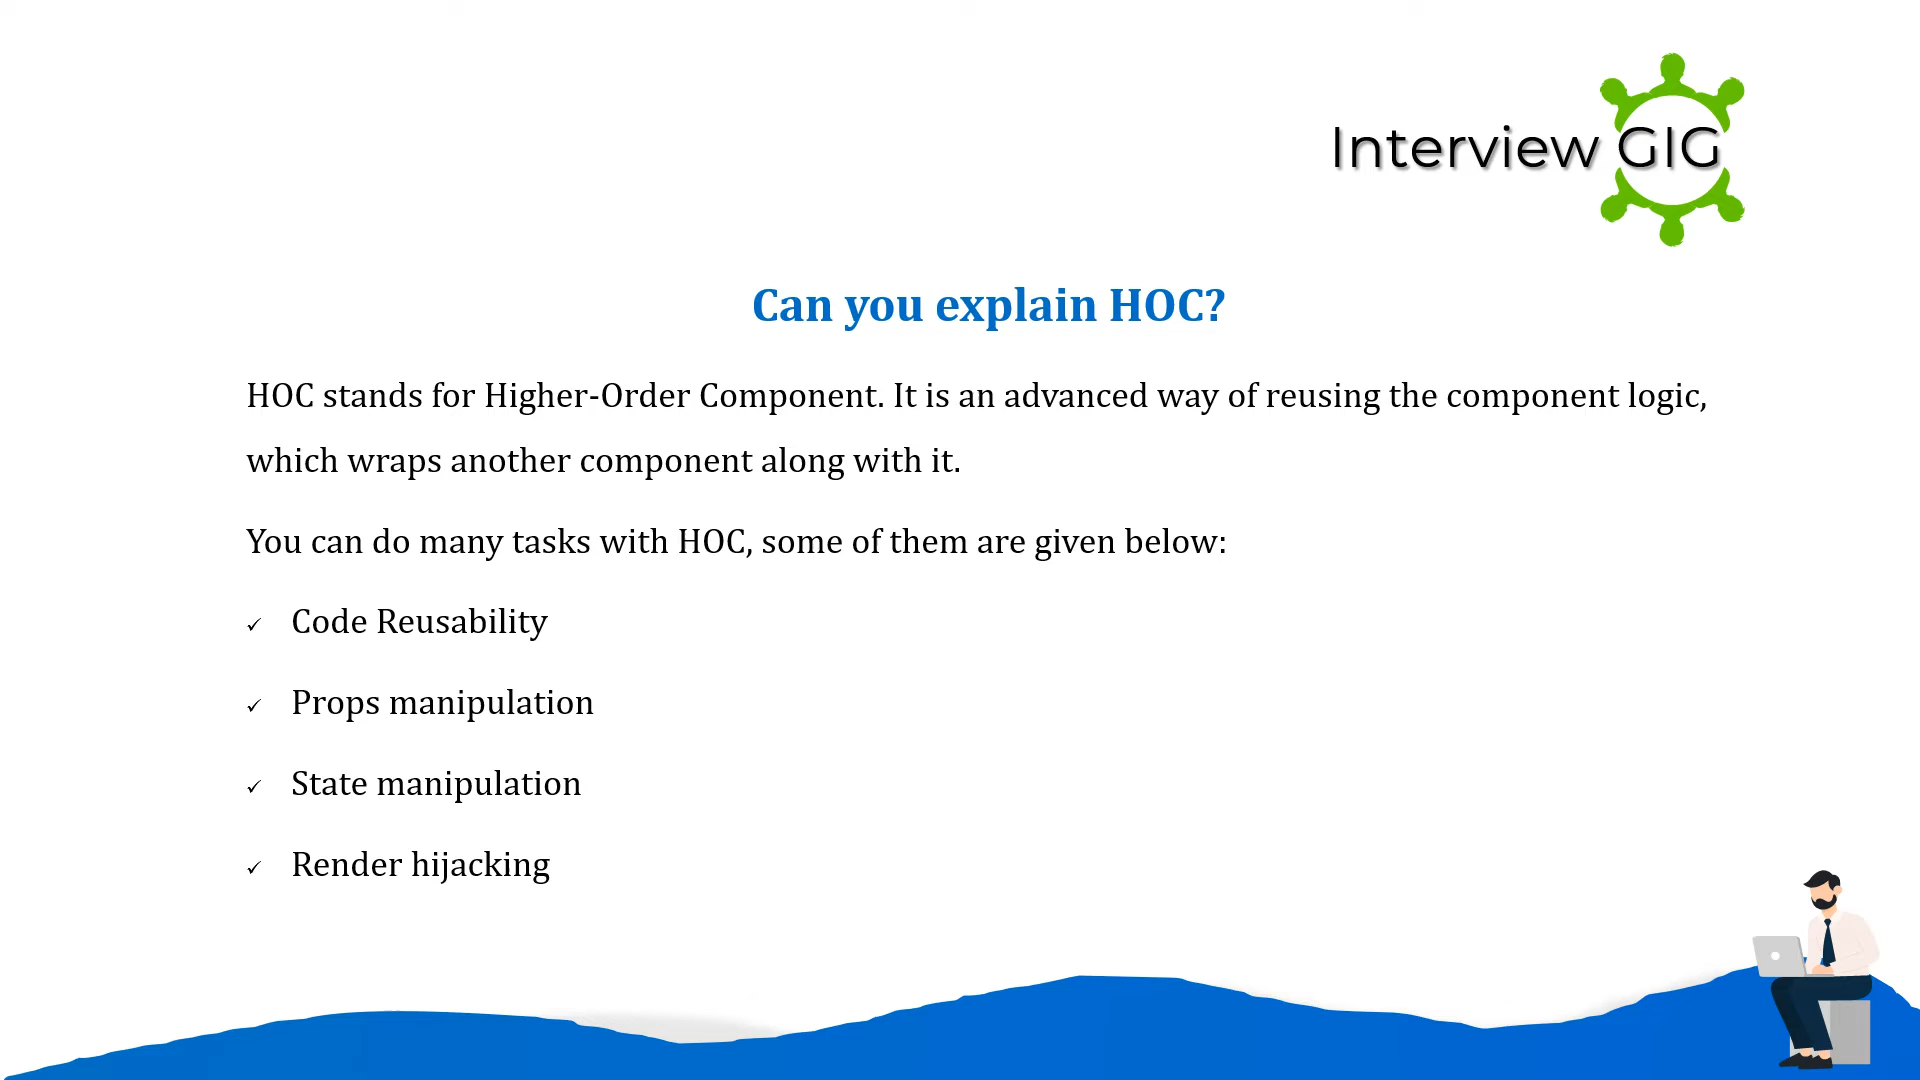 Interview GIG
Can you explain HOC?
HOC stands for Higher-Order Component. It is an advanced way of reusing the component logic,
which wraps another component along with it.
You can do many tasks with HOC, some of them are given below:
✓ Code Reusability
✓ Props manipulation
✓ State manipulation
✓ Render hijacking